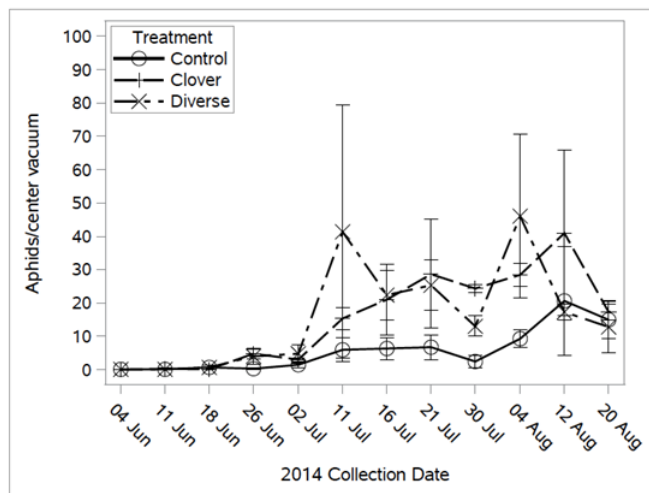 Treatment
Control
Clover
Diverse
100
90
80
70
60
50
40
30
20
10
0
Aphids/center vacuum
04 Jun
11 Jun
18 Jun
26 Jun
02 Jul
11 Jul
16 Jul
21 Jul
30 Jul
04 Aug
12 Aug
20 Aug
2014 Collection Date